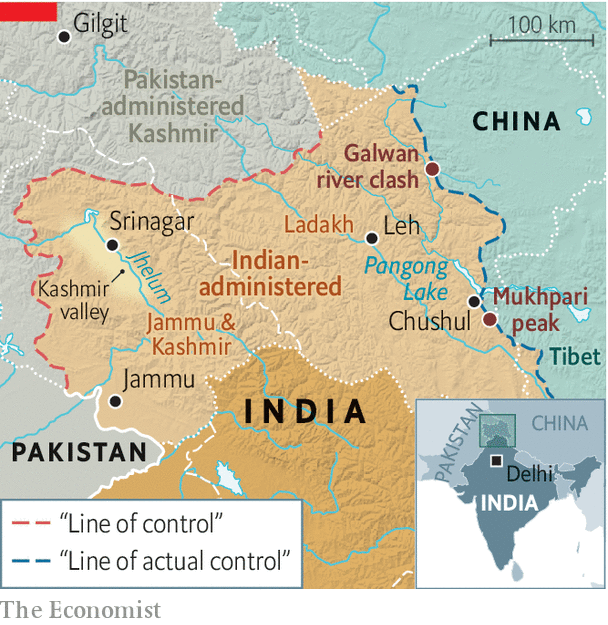 Gilgit
100 km
Pakistan-
administered
Kashmir
CHINA
Galwan
river clash
Srinagar
Ladakh
Leh
Indian-
administered
Pangong
Lake
Jhelum
Kashmir
valley
Mukhpari
peak
Chushul
Jammu &
Kashmir
Tibet
Jammu
INDIA
PAKISTAN
PAKISTAN
CHINA
Delhi
INDIA
“Line of control”
“Line of actual control”
The Economist